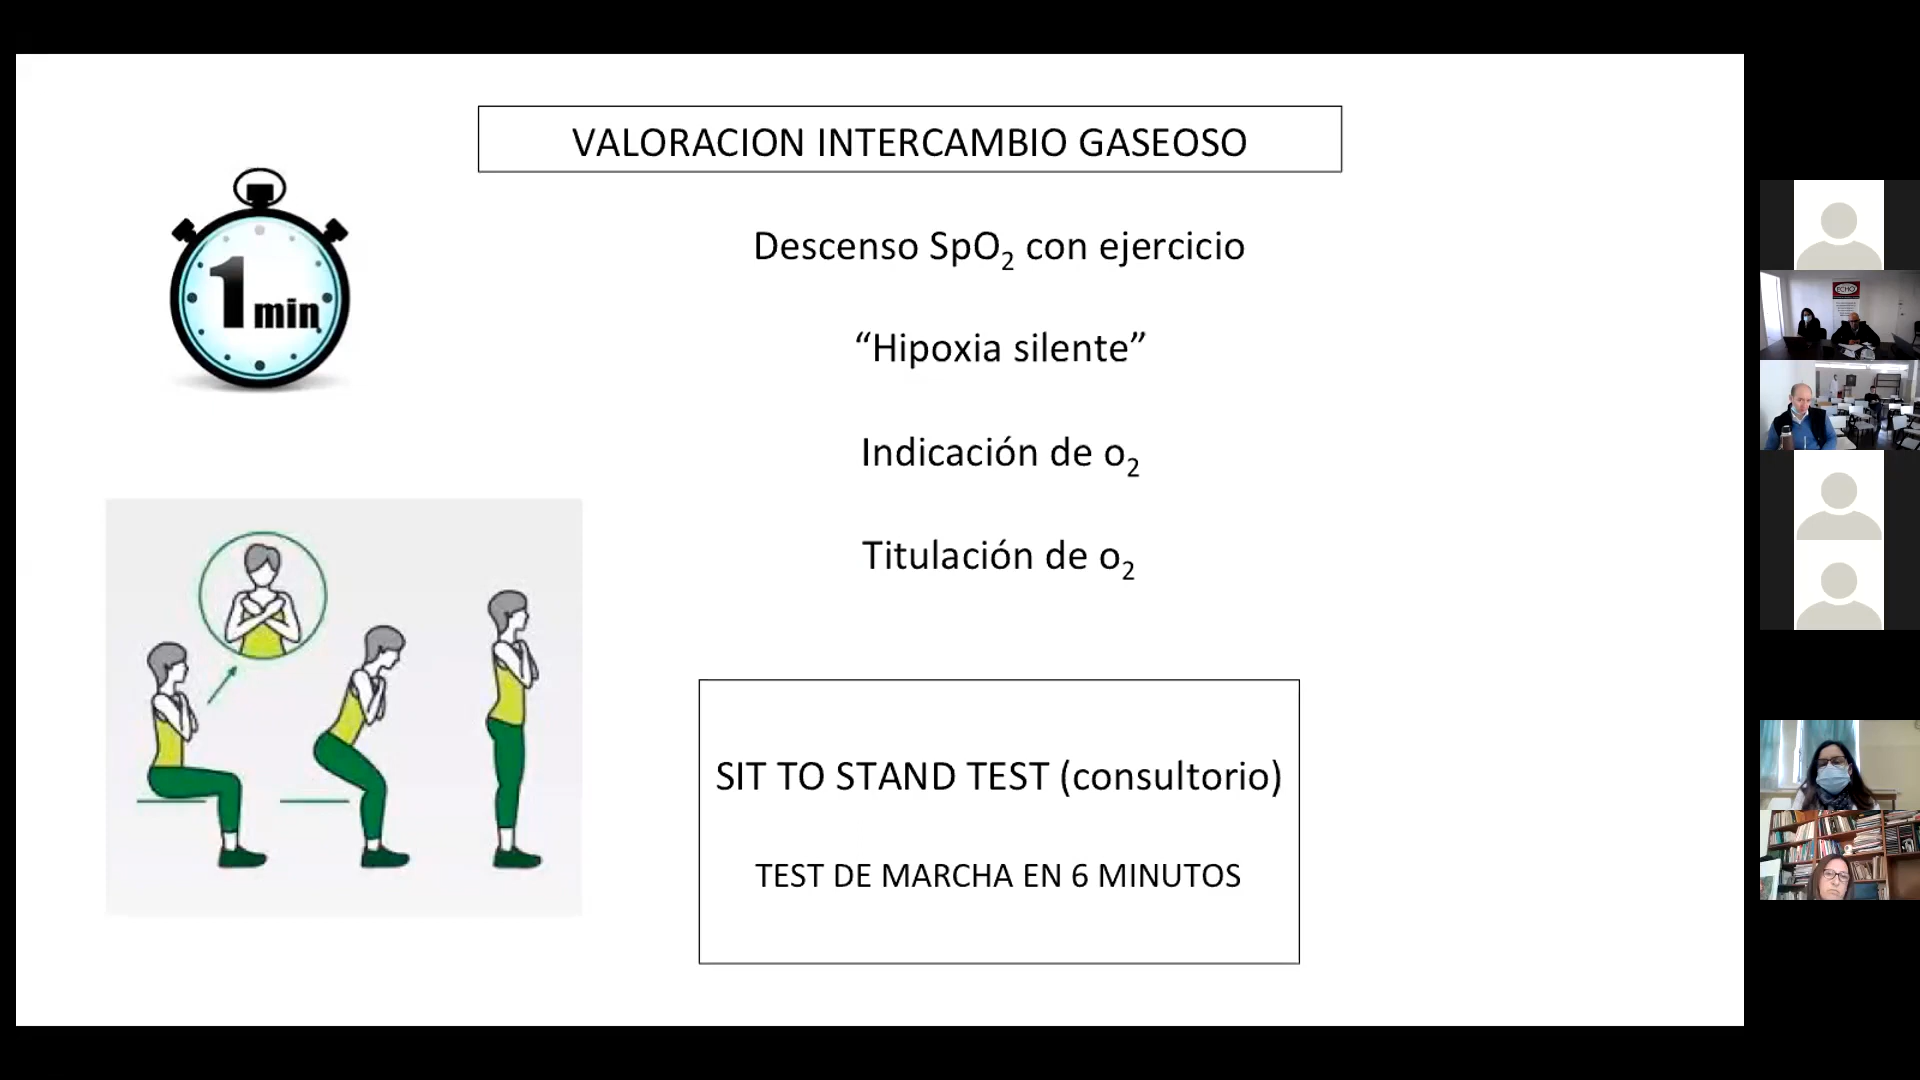 VALORACION INTERCAMBIO GASEOSO
1 min
Descenso SpO₂ con ejercicio
“Hipoxia silente”
Indicación de o₂
Titulación de o₂
SIT TO STAND TEST (consultorio)
TEST DE MARCHA EN 6 MINUTOS
ECHO